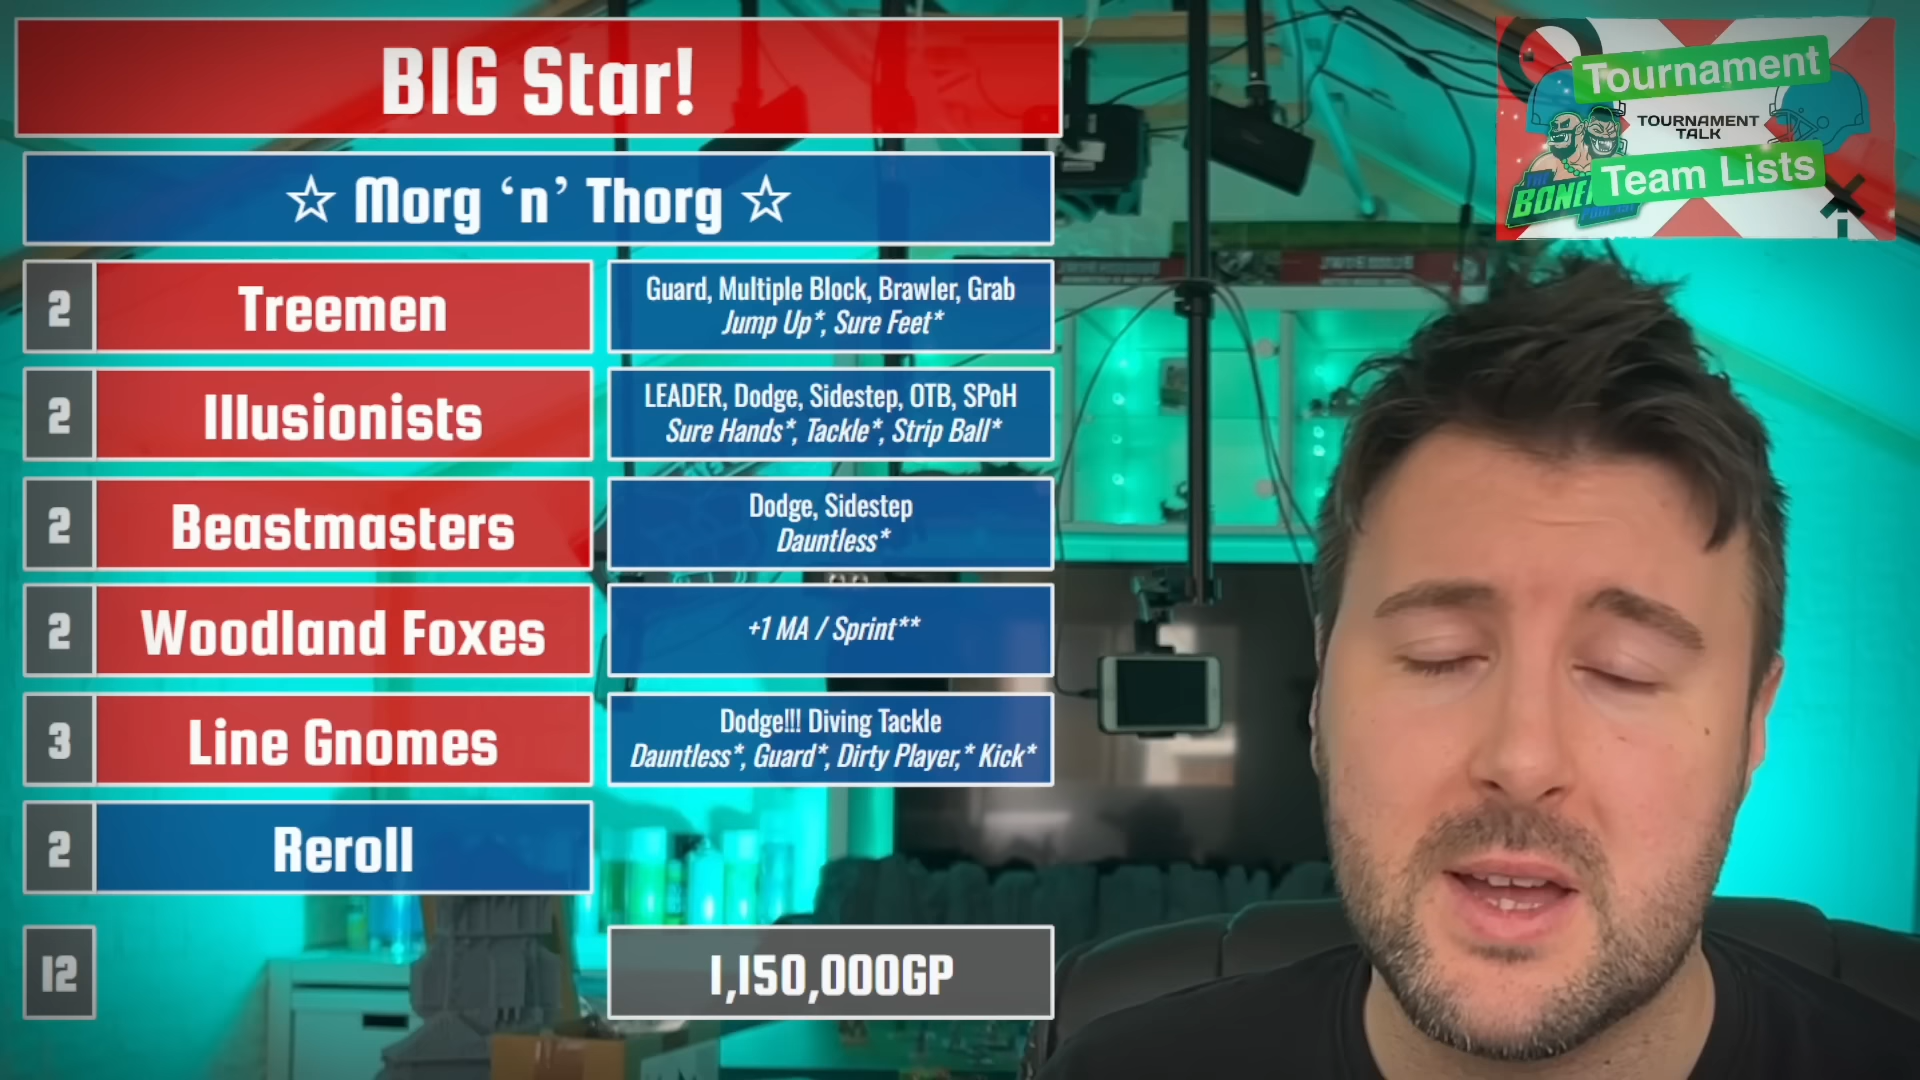 BIG Star!
☆ Morg ‘n’ Thorg ☆
2 Treemen
Guard, Multiple Block, Brawler, Grab
Jump Up*, Sure Feet*
2 Illusionists
LEADER, Dodge, Sidestep, OTB, SPoH
Sure Hands*, Tackle*, Strip Ball*
2 Beastmasters
Dodge, Sidestep
Dauntless*
2 Woodland Foxes
+1 MA / Sprint**
3 Line Gnomes
Dodge!!! Diving Tackle
Dauntless*, Guard*, Dirty Player,* Kick*
2 Reroll
12
1,150,000GP
Tournament
TOURNAMENT
TALK
Team Lists
THE